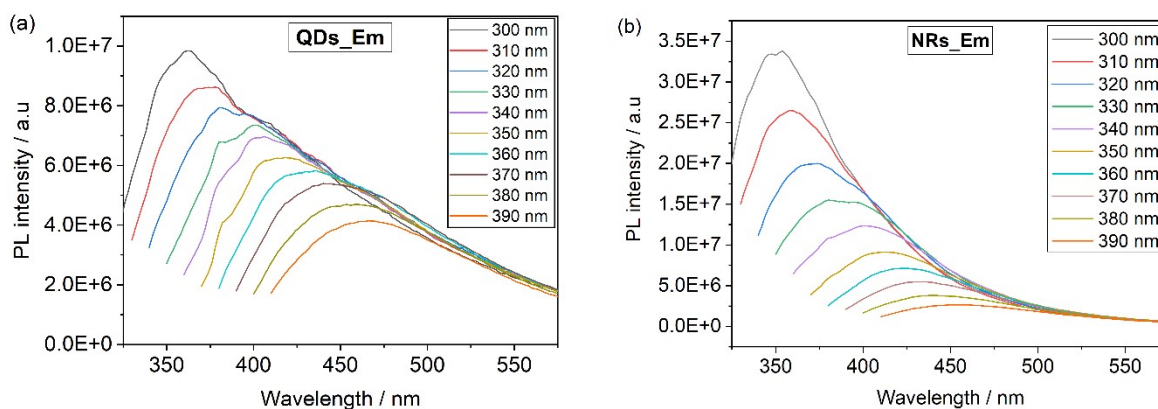 (a)
QDs_Em
1.0E+7
8.0E+6
6.0E+6
4.0E+6
2.0E+6
0.0E+0
PL intensity / a.u
350 400 450 500 550
Wavelength / nm
300 nm
310 nm
320 nm
330 nm
340 nm
350 nm
360 nm
370 nm
380 nm
390 nm
(b)
NRs_Em
3.5E+7
3.0E+7
2.5E+7
2.0E+7
1.5E+7
1.0E+7
5.0E+6
0.0E+0
PL intensity / a.u
350 400 450 500 550
Wavelength / nm
300 nm
310 nm
320 nm
330 nm
340 nm
350 nm
360 nm
370 nm
380 nm
390 nm